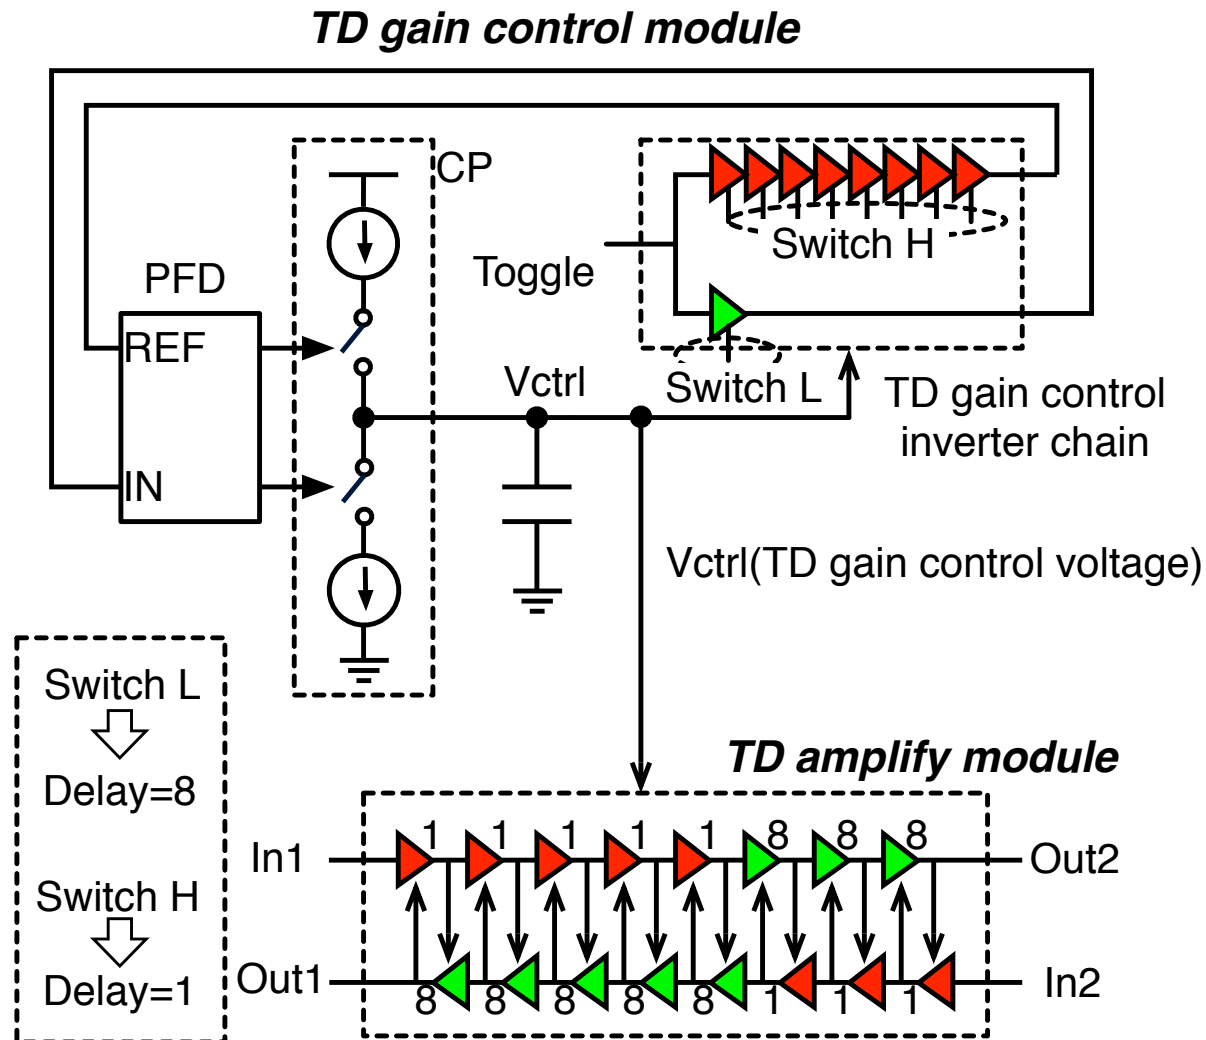 TD gain control module
CP
Switch H
Toggle
PFD
REF
Vctrl
Switch L
TD gain control
inverter chain
IN
Vctrl(TD gain control voltage)
Switch L
Delay=8
Switch H
Delay=1
TD amplify module
1 1 1 1 1 8 8 8
In1
Out2
Out1
In2
8 8 8 8 8 1 1 1